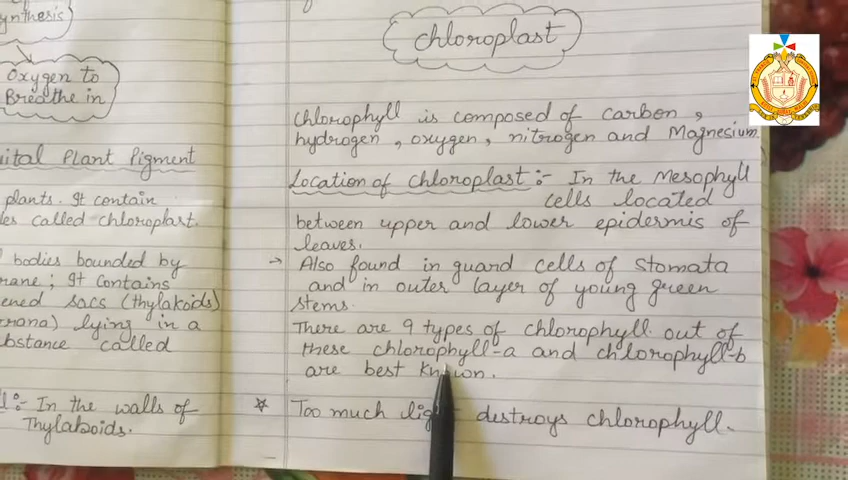 ynthesis
Oxygen to
Breathe in
vital Plant Pigment
plants. It contain
les called chloroplast.
bodies bounded by
rane; It contains
ened sacs (thylakoids)
rana) lying in a
bstance called
In the walls of
Thylakoids.
chloroplast
Chlorophyll is composed of carbon,
hydrogen, oxygen, nitrogen and Magnesium.
Location of chloroplast:- In the Mesophyll
cells located
between upper and lower epidermis of
leaves.
→ Also found in guard cells of stomata
and in outer layer of young green
stems.
There are 9 types of chlorophyll. out of
these chlorophyll-a and chlorophyll-b
are best known.
☆ Too much light destroys chlorophyll.